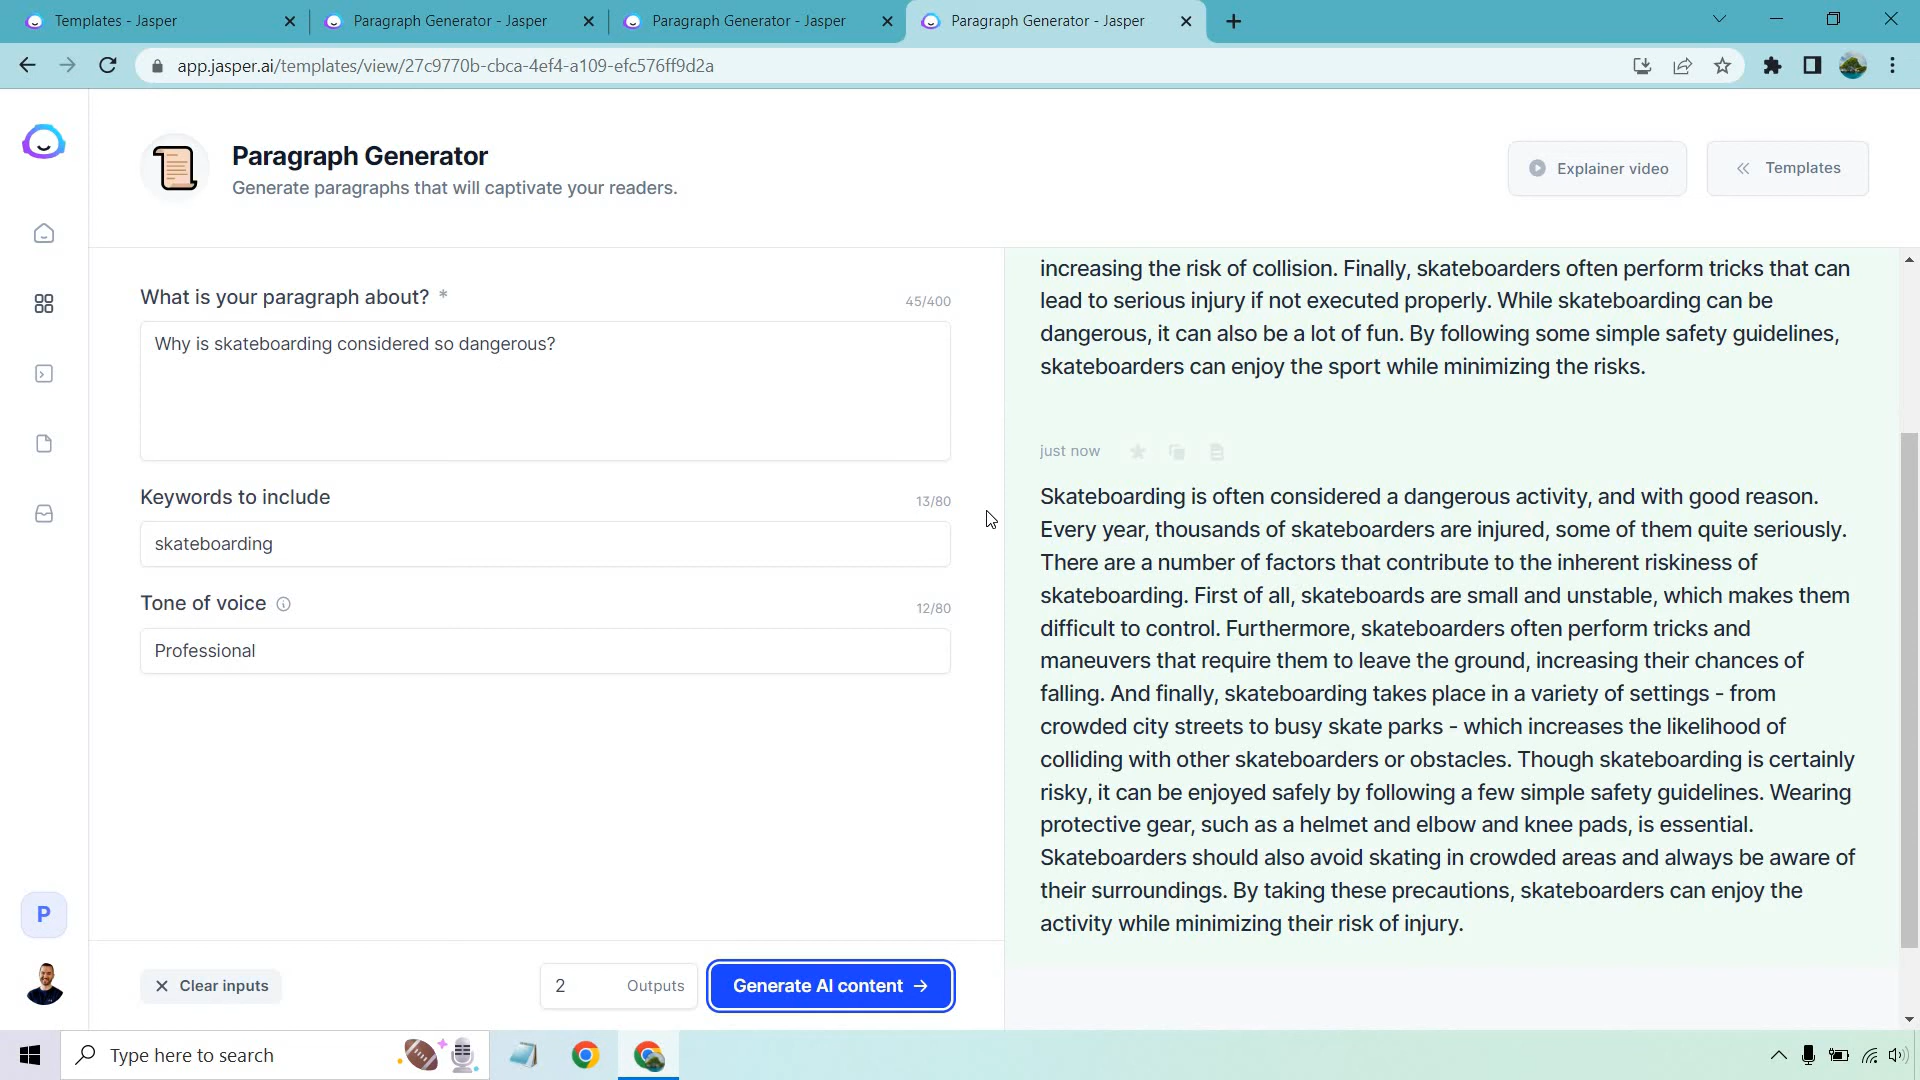 Templates - Jasper
Paragraph Generator - Jasper
Paragraph Generator - Jasper
Paragraph Generator - Jasper
app.jasper.ai/templates/view/27c9770b-cbca-4ef4-a109-efc576ff9d2a
Paragraph Generator
Generate paragraphs that will captivate your readers.
Explainer video
Templates
What is your paragraph about? *
45/400
Why is skateboarding considered so dangerous?
Keywords to include
13/80
skateboarding
Tone of voice
12/80
Professional
Clear inputs
2 Outputs
Generate AI content →
increasing the risk of collision. Finally, skateboarders often perform tricks that can
lead to serious injury if not executed properly. While skateboarding can be
dangerous, it can also be a lot of fun. By following some simple safety guidelines,
skateboarders can enjoy the sport while minimizing the risks.
just now
Skateboarding is often considered a dangerous activity, and with good reason.
Every year, thousands of skateboarders are injured, some of them quite seriously.
There are a number of factors that contribute to the inherent riskiness of
skateboarding. First of all, skateboards are small and unstable, which makes them
difficult to control. Furthermore, skateboarders often perform tricks and
maneuvers that require them to leave the ground, increasing their chances of
falling. And finally, skateboarding takes place in a variety of settings - from
crowded city streets to busy skate parks - which increases the likelihood of
colliding with other skateboarders or obstacles. Though skateboarding is certainly
risky, it can be enjoyed safely by following a few simple safety guidelines. Wearing
protective gear, such as a helmet and elbow and knee pads, is essential.
Skateboarders should also avoid skating in crowded areas and always be aware of
their surroundings. By taking these precautions, skateboarders can enjoy the
activity while minimizing their risk of injury.
P
Type here to search